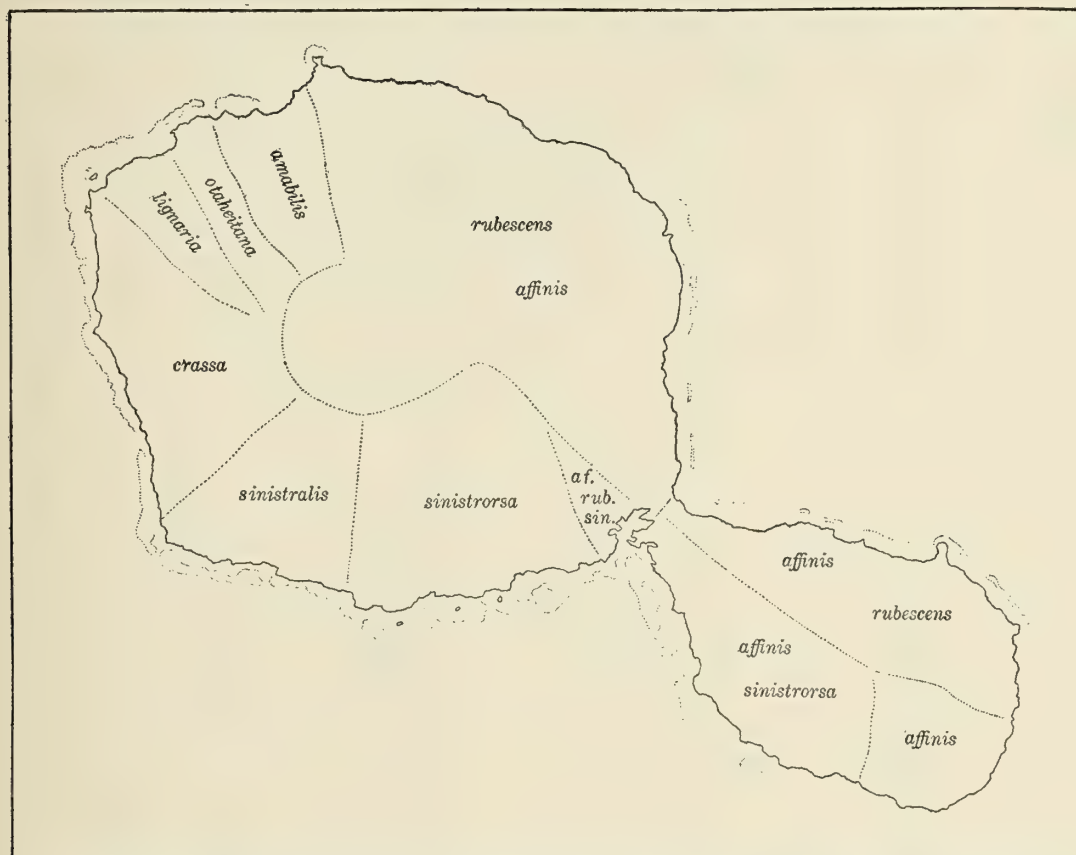 amabilis
otaheitana
Lignaria
rubescens
affinis
crassa
sinistralis
sinistrorsa
af.
rub.
sin.
affinis
rubescens
affinis
sinistrorsa
affinis